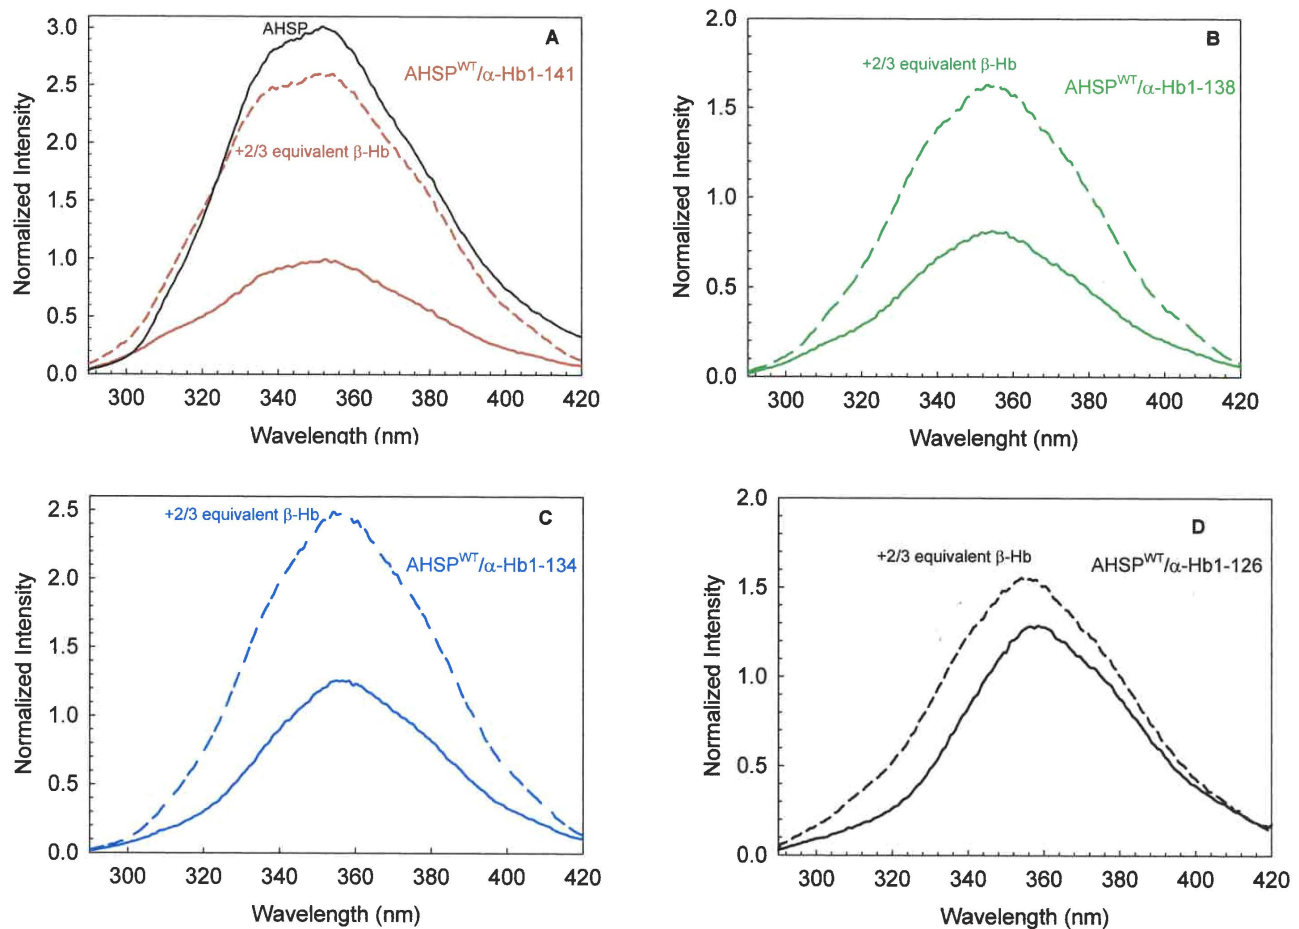 A
AHSP
AHSPWT/α-Hb1-141
+2/3 equivalent β-Hb
Normalized Intensity
3.0
2.5
2.0
1.5
1.0
0.5
0.0
300 320 340 360 380 400 420
Wavelength (nm)
B
+2/3 equivalent β-Hb
AHSPWT/α-Hb1-138
Normalized Intensity
2.0
1.5
1.0
0.5
0.0
300 320 340 360 380 400 420
Wavelenght (nm)
C
+2/3 equivalent β-Hb
AHSPWT/α-Hb1-134
Normalized Intensity
2.5
2.0
1.5
1.0
0.5
0.0
300 320 340 360 380 400 420
Wavelength (nm)
D
+2/3 equivalent β-Hb
AHSPWT/α-Hb1-126
Normalized Intensity
2.0
1.5
1.0
0.5
0.0
300 320 340 360 380 400 420
Wavelength (nm)